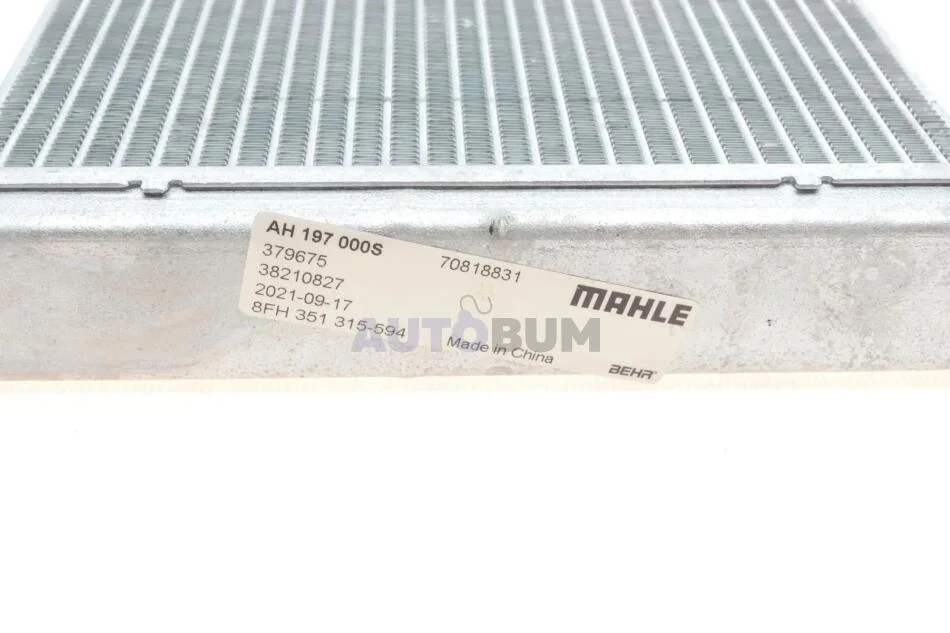 AH 197 000S
379675
70818831
38210827
2021-09-17
MAHLE
8FH 351 315-594
AUTOBUM
Made in China
BEHR